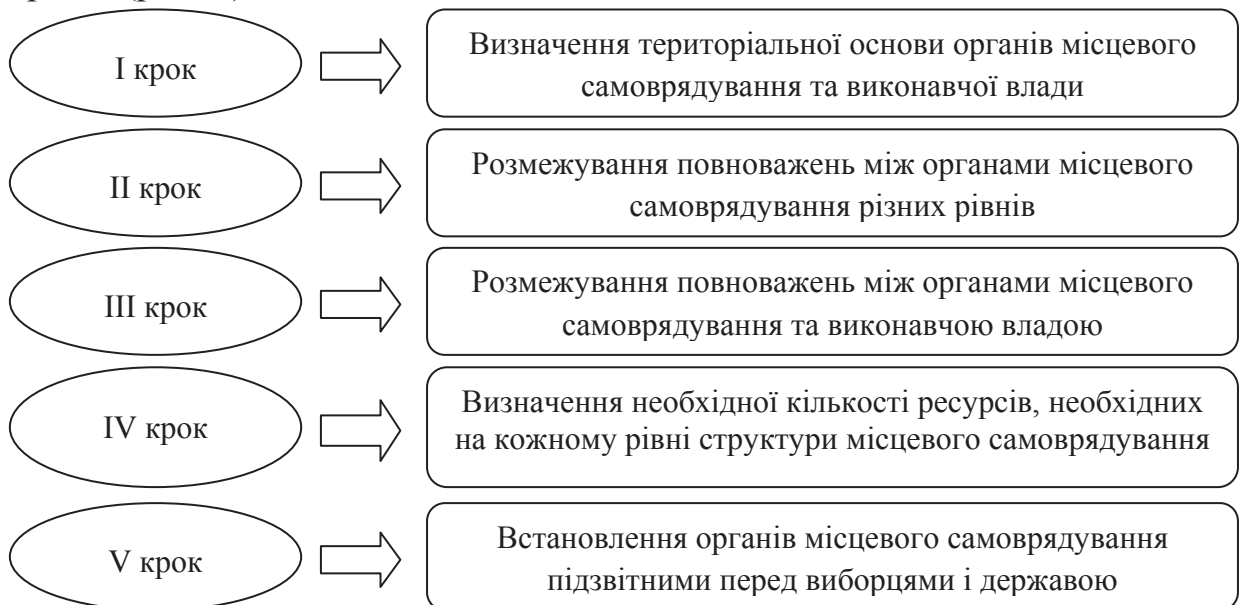 І крок
Визначення територіальної основи органів місцевого
самоврядування та виконавчої влади
ІІ крок
Розмежування повноважень між органами місцевого
самоврядування різних рівнів
ІІІ крок
Розмежування повноважень між органами місцевого
самоврядування та виконавчою владою
IV крок
Визначення необхідної кількості ресурсів, необхідних
на кожному рівні структури місцевого самоврядування
V крок
Встановлення органів місцевого самоврядування
підзвітними перед виборцями і державою